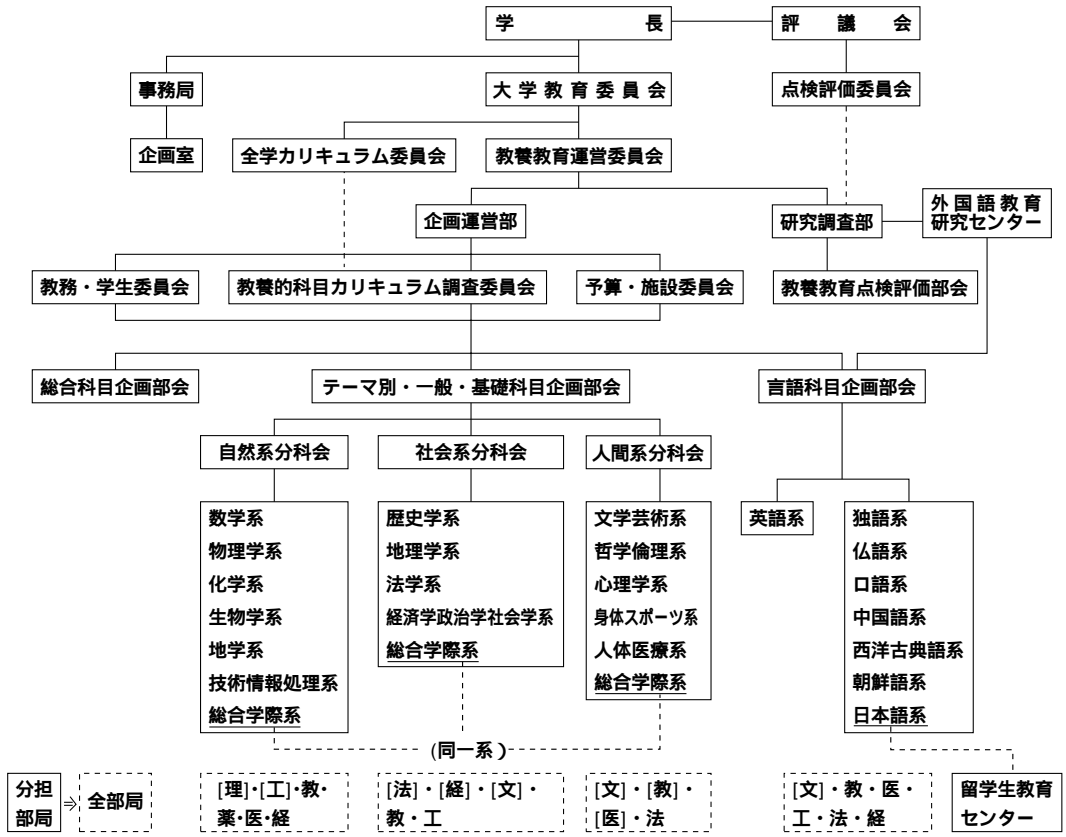 学長
評議会
事務局
大学教育委員会
点検評価委員会
企画室
全学カリキュラム委員会
教養教育運営委員会
企画運営部
研究調査部
外国語教育
研究センター
教務・学生委員会
教養的科目カリキュラム調査委員会
予算・施設委員会
教養教育点検評価部会
総合科目企画部会
テーマ別・一般・基礎科目企画部会
言語科目企画部会
自然系分科会
社会系分科会
人間系分科会
数学系
物理学系
化学系
生物学系
地学系
技術情報処理系
総合学際系
歴史学系
地理学系
法学系
経済学政治学社会学系
総合学際系
文学芸術系
哲学倫理系
心理学系
身体スポーツ系
人体医療系
総合学際系
英語系
独語系
仏語系
ロ語系
中国語系
西洋古典語系
朝鮮語系
日本語系
(同一系)
分担
部局
⇒
全部局
[理]・[工]・教・
薬・医・経
[法]・[経]・[文]・
教・工
[文]・[教]・
[医]・法
[文]・教・医・
工・法・経
留学生教育
センター